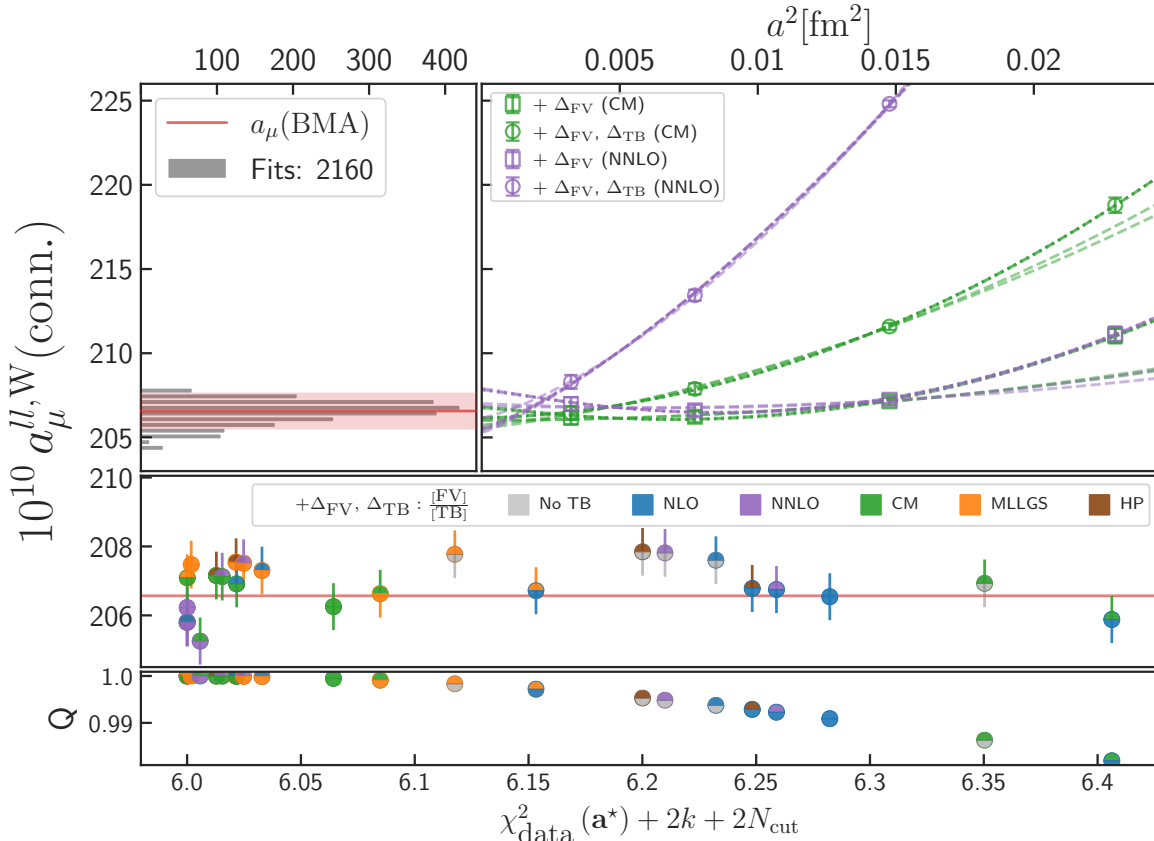 a² [fm²]
100 200 300 400
0.005 0.010 0.015 0.02
225
220
215
210
205
a_μ(BMA)
Fits: 2160
+ Δ_FV (CM)
+ Δ_FV, Δ_TB (CM)
+ Δ_FV (NNLO)
+ Δ_FV, Δ_TB (NNLO)
10¹⁰ a_μ^{ll,W}(conn.)
210
208
206
+Δ_FV, Δ_TB : [FV]/[TB] No TB NLO NNLO CM MLLGS HP
1.0
0.99
Q
6.0 6.05 6.1 6.15 6.2 6.25 6.3 6.35 6.4
χ²_data (a⋆) + 2k + 2N_cut